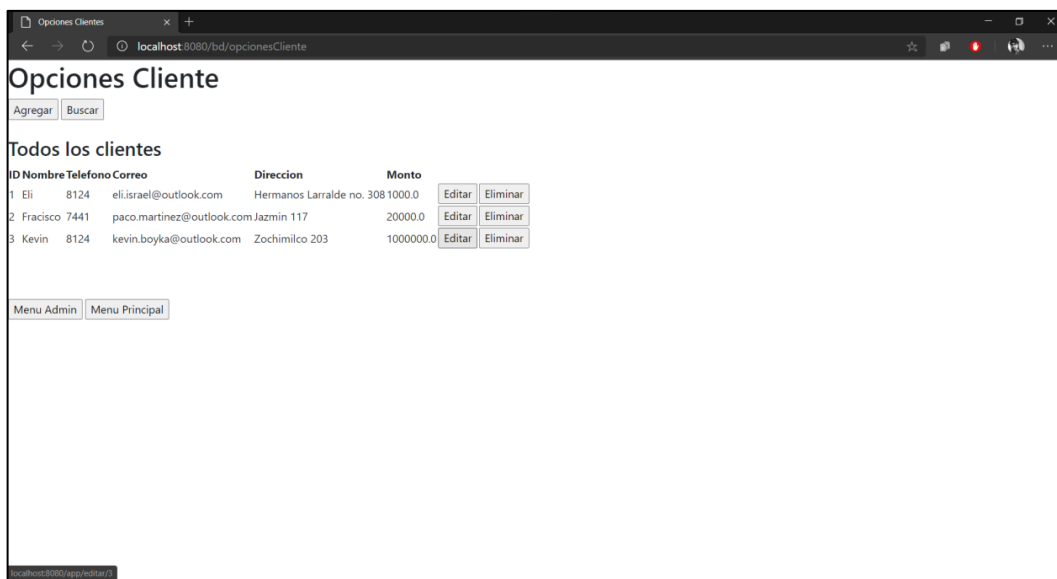 Opciones Clientes
localhost:8080/bd/opcionesCliente
Opciones Cliente
Agregar Buscar
Todos los clientes
ID Nombre Telefono Correo Direccion Monto
1 Eli 8124 eli.israel@outlook.com Hermanos Larralde no. 308 1000.0 Editar Eliminar
2 Fracisco 7441 paco.martinez@outlook.com Jazmin 117 20000.0 Editar Eliminar
3 Kevin 8124 kevin.boyka@outlook.com Zochimilco 203 1000000.0 Editar Eliminar
Menu Admin Menu Principal
localhost:8080/app/editar/3